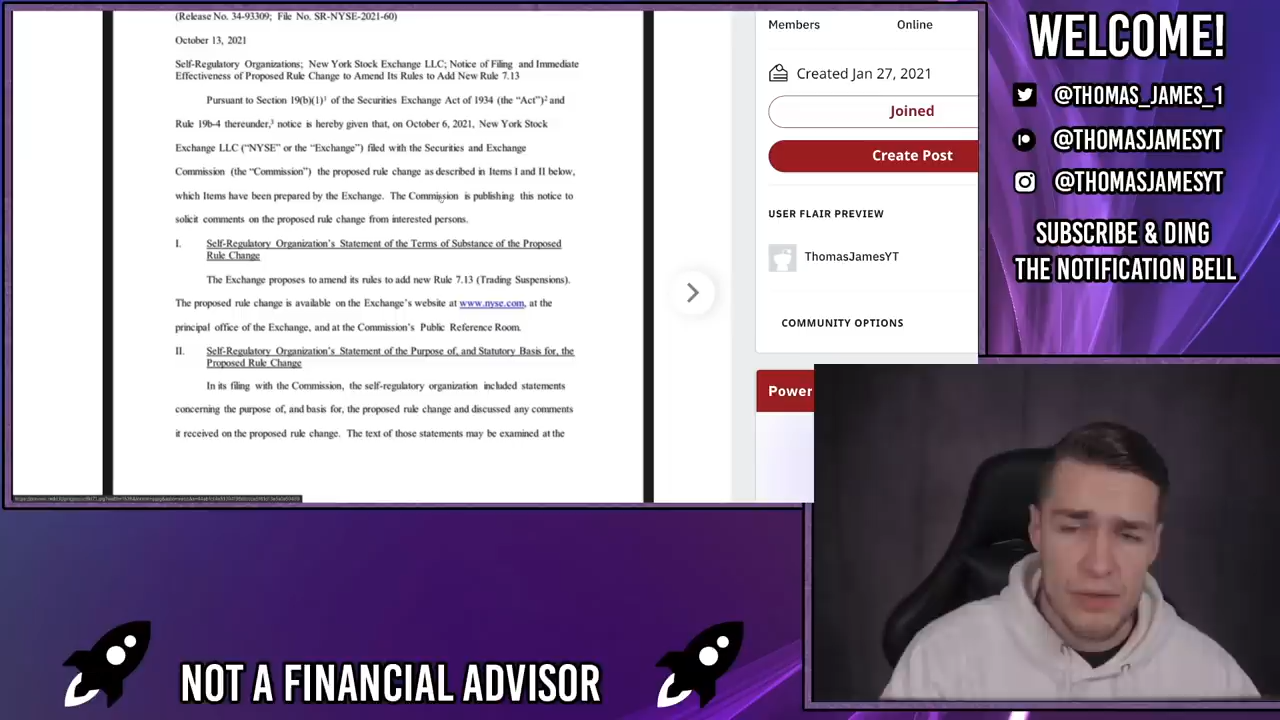 (Release No. 34-93309; File No. SR-NYSE-2021-60)
October 13, 2021
Self-Regulatory Organizations; New York Stock Exchange LLC; Notice of Filing and Immediate
Effectiveness of Proposed Rule Change to Amend Its Rules to Add New Rule 7.13
Pursuant to Section 19(b)(1)¹ of the Securities Exchange Act of 1934 (the “Act”)² and
Rule 19b-4 thereunder,³ notice is hereby given that, on October 6, 2021, New York Stock
Exchange LLC (“NYSE” or the “Exchange”) filed with the Securities and Exchange
Commission (the “Commission”) the proposed rule change as described in Items I and II below,
which Items have been prepared by the Exchange. The Commission is publishing this notice to
solicit comments on the proposed rule change from interested persons.
I. Self-Regulatory Organization’s Statement of the Terms of Substance of the Proposed
Rule Change
The Exchange proposes to amend its rules to add new Rule 7.13 (Trading Suspensions).
The proposed rule change is available on the Exchange’s website at www.nyse.com, at the
principal office of the Exchange, and at the Commission’s Public Reference Room.
II. Self-Regulatory Organization’s Statement of the Purpose of, and Statutory Basis for, the
Proposed Rule Change
In its filing with the Commission, the self-regulatory organization included statements
concerning the purpose of, and basis for, the proposed rule change and discussed any comments
it received on the proposed rule change. The text of those statements may be examined at the
Members Online
Created Jan 27, 2021
Joined
Create Post
USER FLAIR PREVIEW
ThomasJamesYT
COMMUNITY OPTIONS
Power
WELCOME!
@THOMAS_JAMES_1
@THOMASJAMESYT
@THOMASJAMESYT
SUBSCRIBE & DING
THE NOTIFICATION BELL
NOT A FINANCIAL ADVISOR